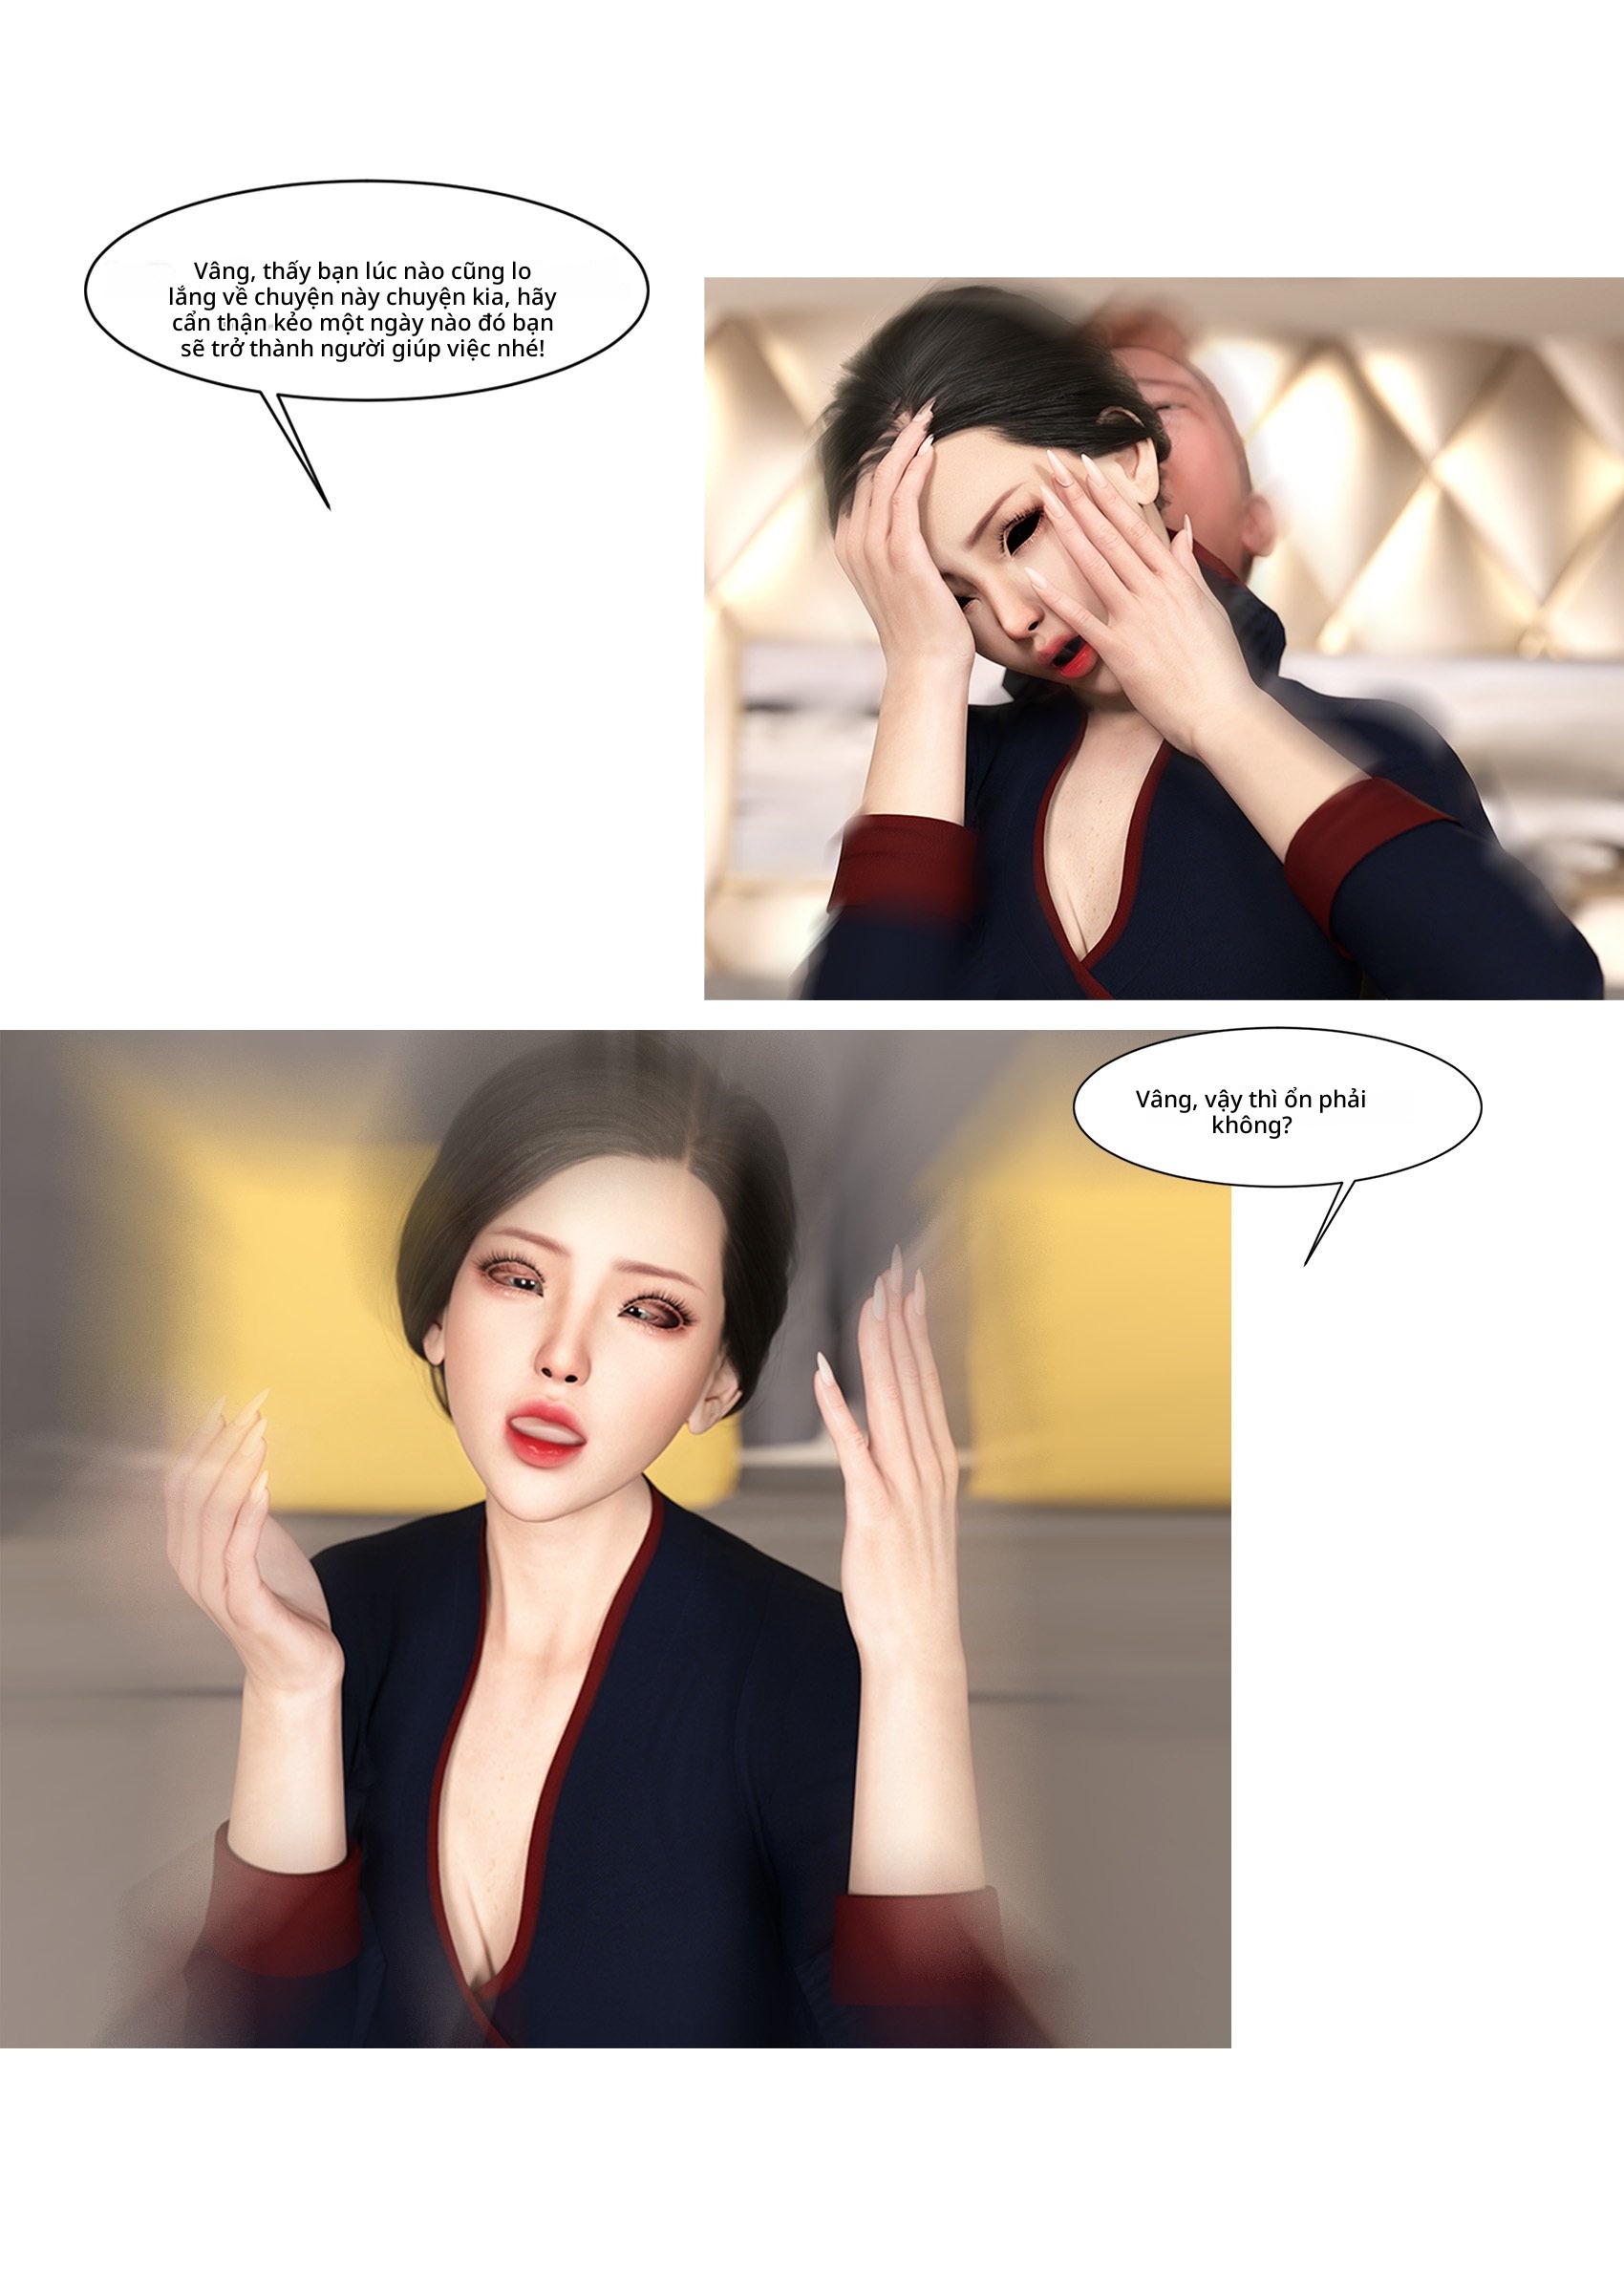 Vâng, thấy bạn lúc nào cũng lo
lắng về chuyện này chuyện kia, hãy
cẩn thận kẻo một ngày nào đó bạn
sẽ trở thành người giúp việc nhé!
Vâng, vậy thì ổn phải
không?